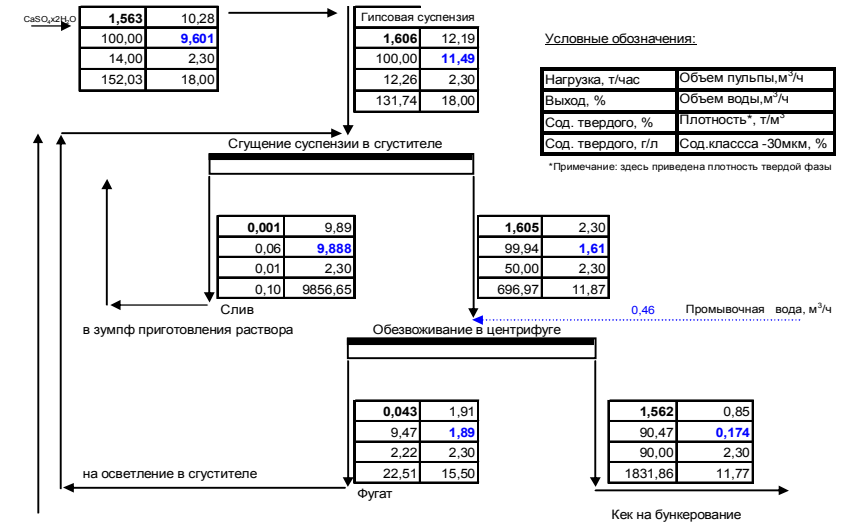 CaSO₄x2H₂O
1,563 10,28
100,00 9,601
14,00 2,30
152,03 18,00
Гипсовая суспензия
1,606 12,19
100,00 11,49
12,26 2,30
131,74 18,00
Условные обозначения:
Нагрузка, т/час Объем пульпы,м³/ч
Выход, % Объем воды,м³/ч
Сод. твердого, % Плотность*, т/м³
Сод. твердого, г/л Сод.классса -30мкм, %
*Примечание: здесь приведена плотность твердой фазы
Сгущение суспензии в сгустителе
0,001 9,89
0,06 9,888
0,01 2,30
0,10 9856,65
1,605 2,30
99,94 1,61
50,00 2,30
696,97 11,87
Слив
в зумпф приготовления раствора
0,46 Промывочная вода, м³/ч
Обезвоживание в центрифуге
0,043 1,91
9,47 1,89
2,22 2,30
22,51 15,50
1,562 0,85
90,47 0,174
90,00 2,30
1831,86 11,77
на осветление в сгустителе
Фугат
Кек на бункерование